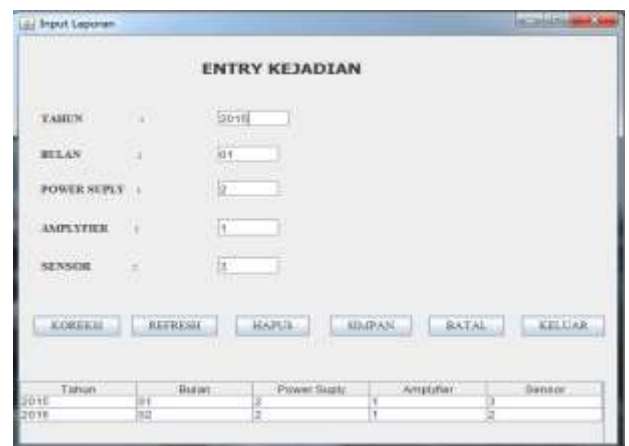 Input Laporan
ENTRY KEJADIAN
TAHUN : 2015
BULAN : 01
POWER SUPLY : 2
AMPLYFIER : 1
SENSOR : 3
KOREKSI REFRESH HAPUS SIMPAN BATAL KELUAR
Tahun Bulan Power Suply Amplyfier Sensor
2015 01 2 1 3
2015 02 2 1 2